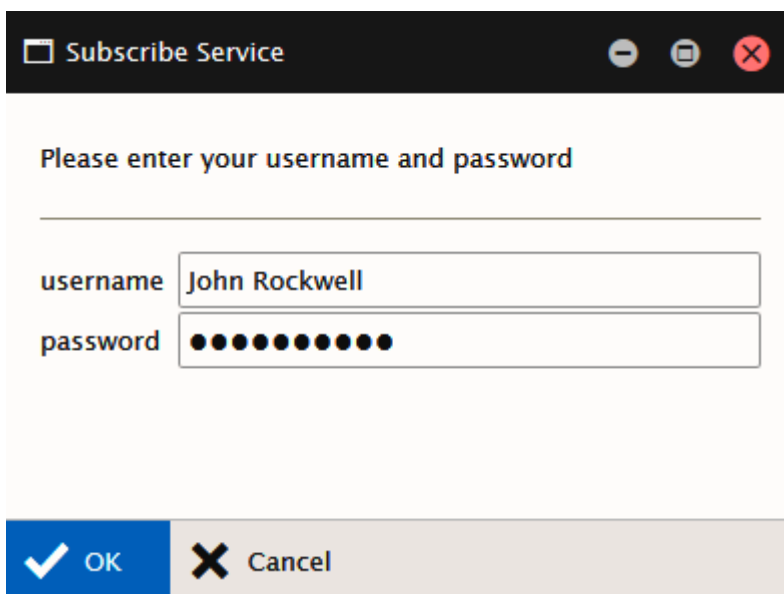 Subscribe Service
Please enter your username and password
username John Rockwell
password ●●●●●●●●●●
OK Cancel